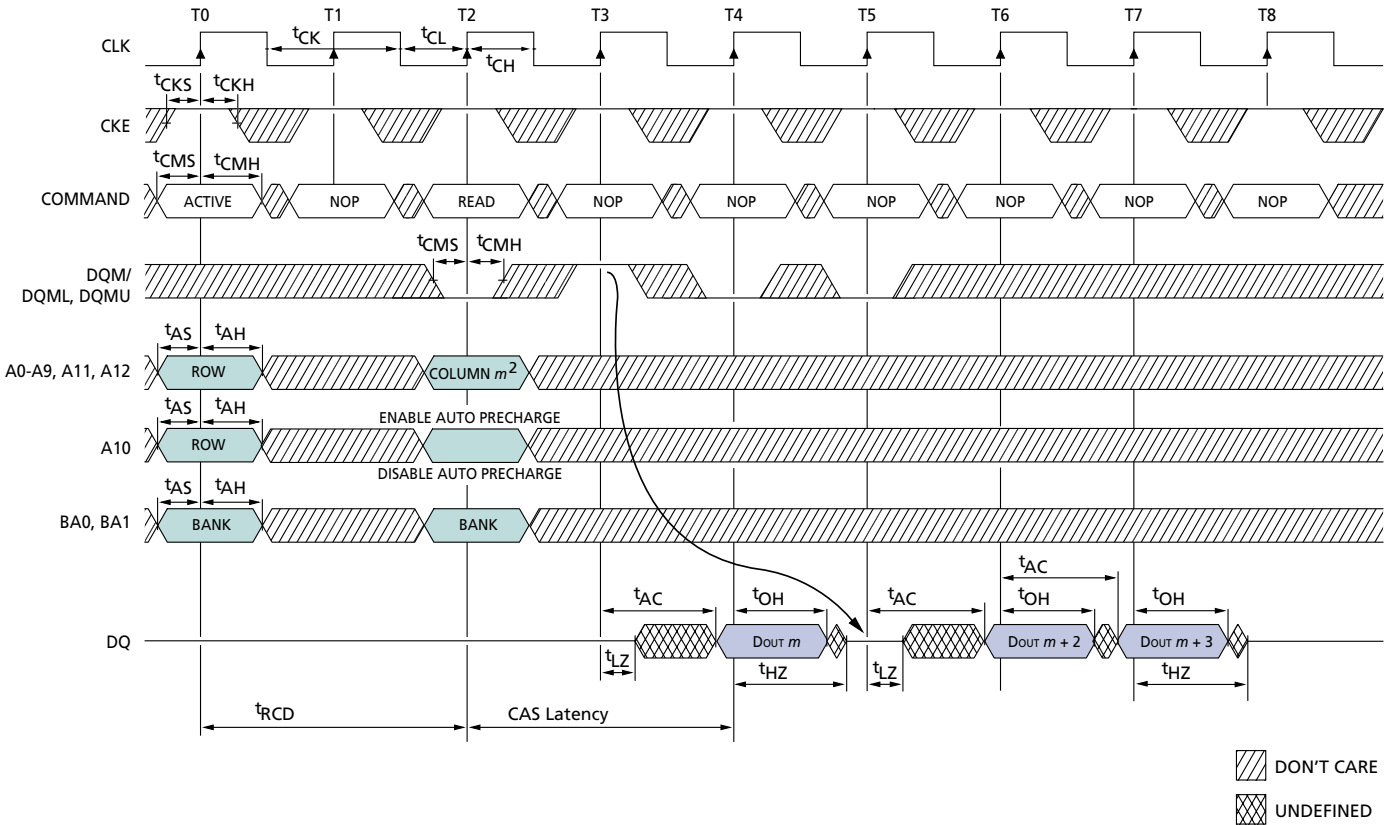 T0 T1 T2 T3 T4 T5 T6 T7 T8
CLK
tCK tCL
tCH
tCKS tCKH
CKE
tCMS tCMH
COMMAND ACTIVE NOP READ NOP NOP NOP NOP NOP NOP
tCMS tCMH
DQM/
DQML, DQMU
tAS tAH
A0-A9, A11, A12 ROW COLUMN m2
tAS tAH
ENABLE AUTO PRECHARGE
A10 ROW
DISABLE AUTO PRECHARGE
tAS tAH
BA0, BA1 BANK BANK
tAC
tAC tOH tAC tOH tOH
DQ DOUT m DOUT m + 2 DOUT m + 3
tLZ tHZ tLZ tHZ
tRCD CAS Latency
DON'T CARE
UNDEFINED